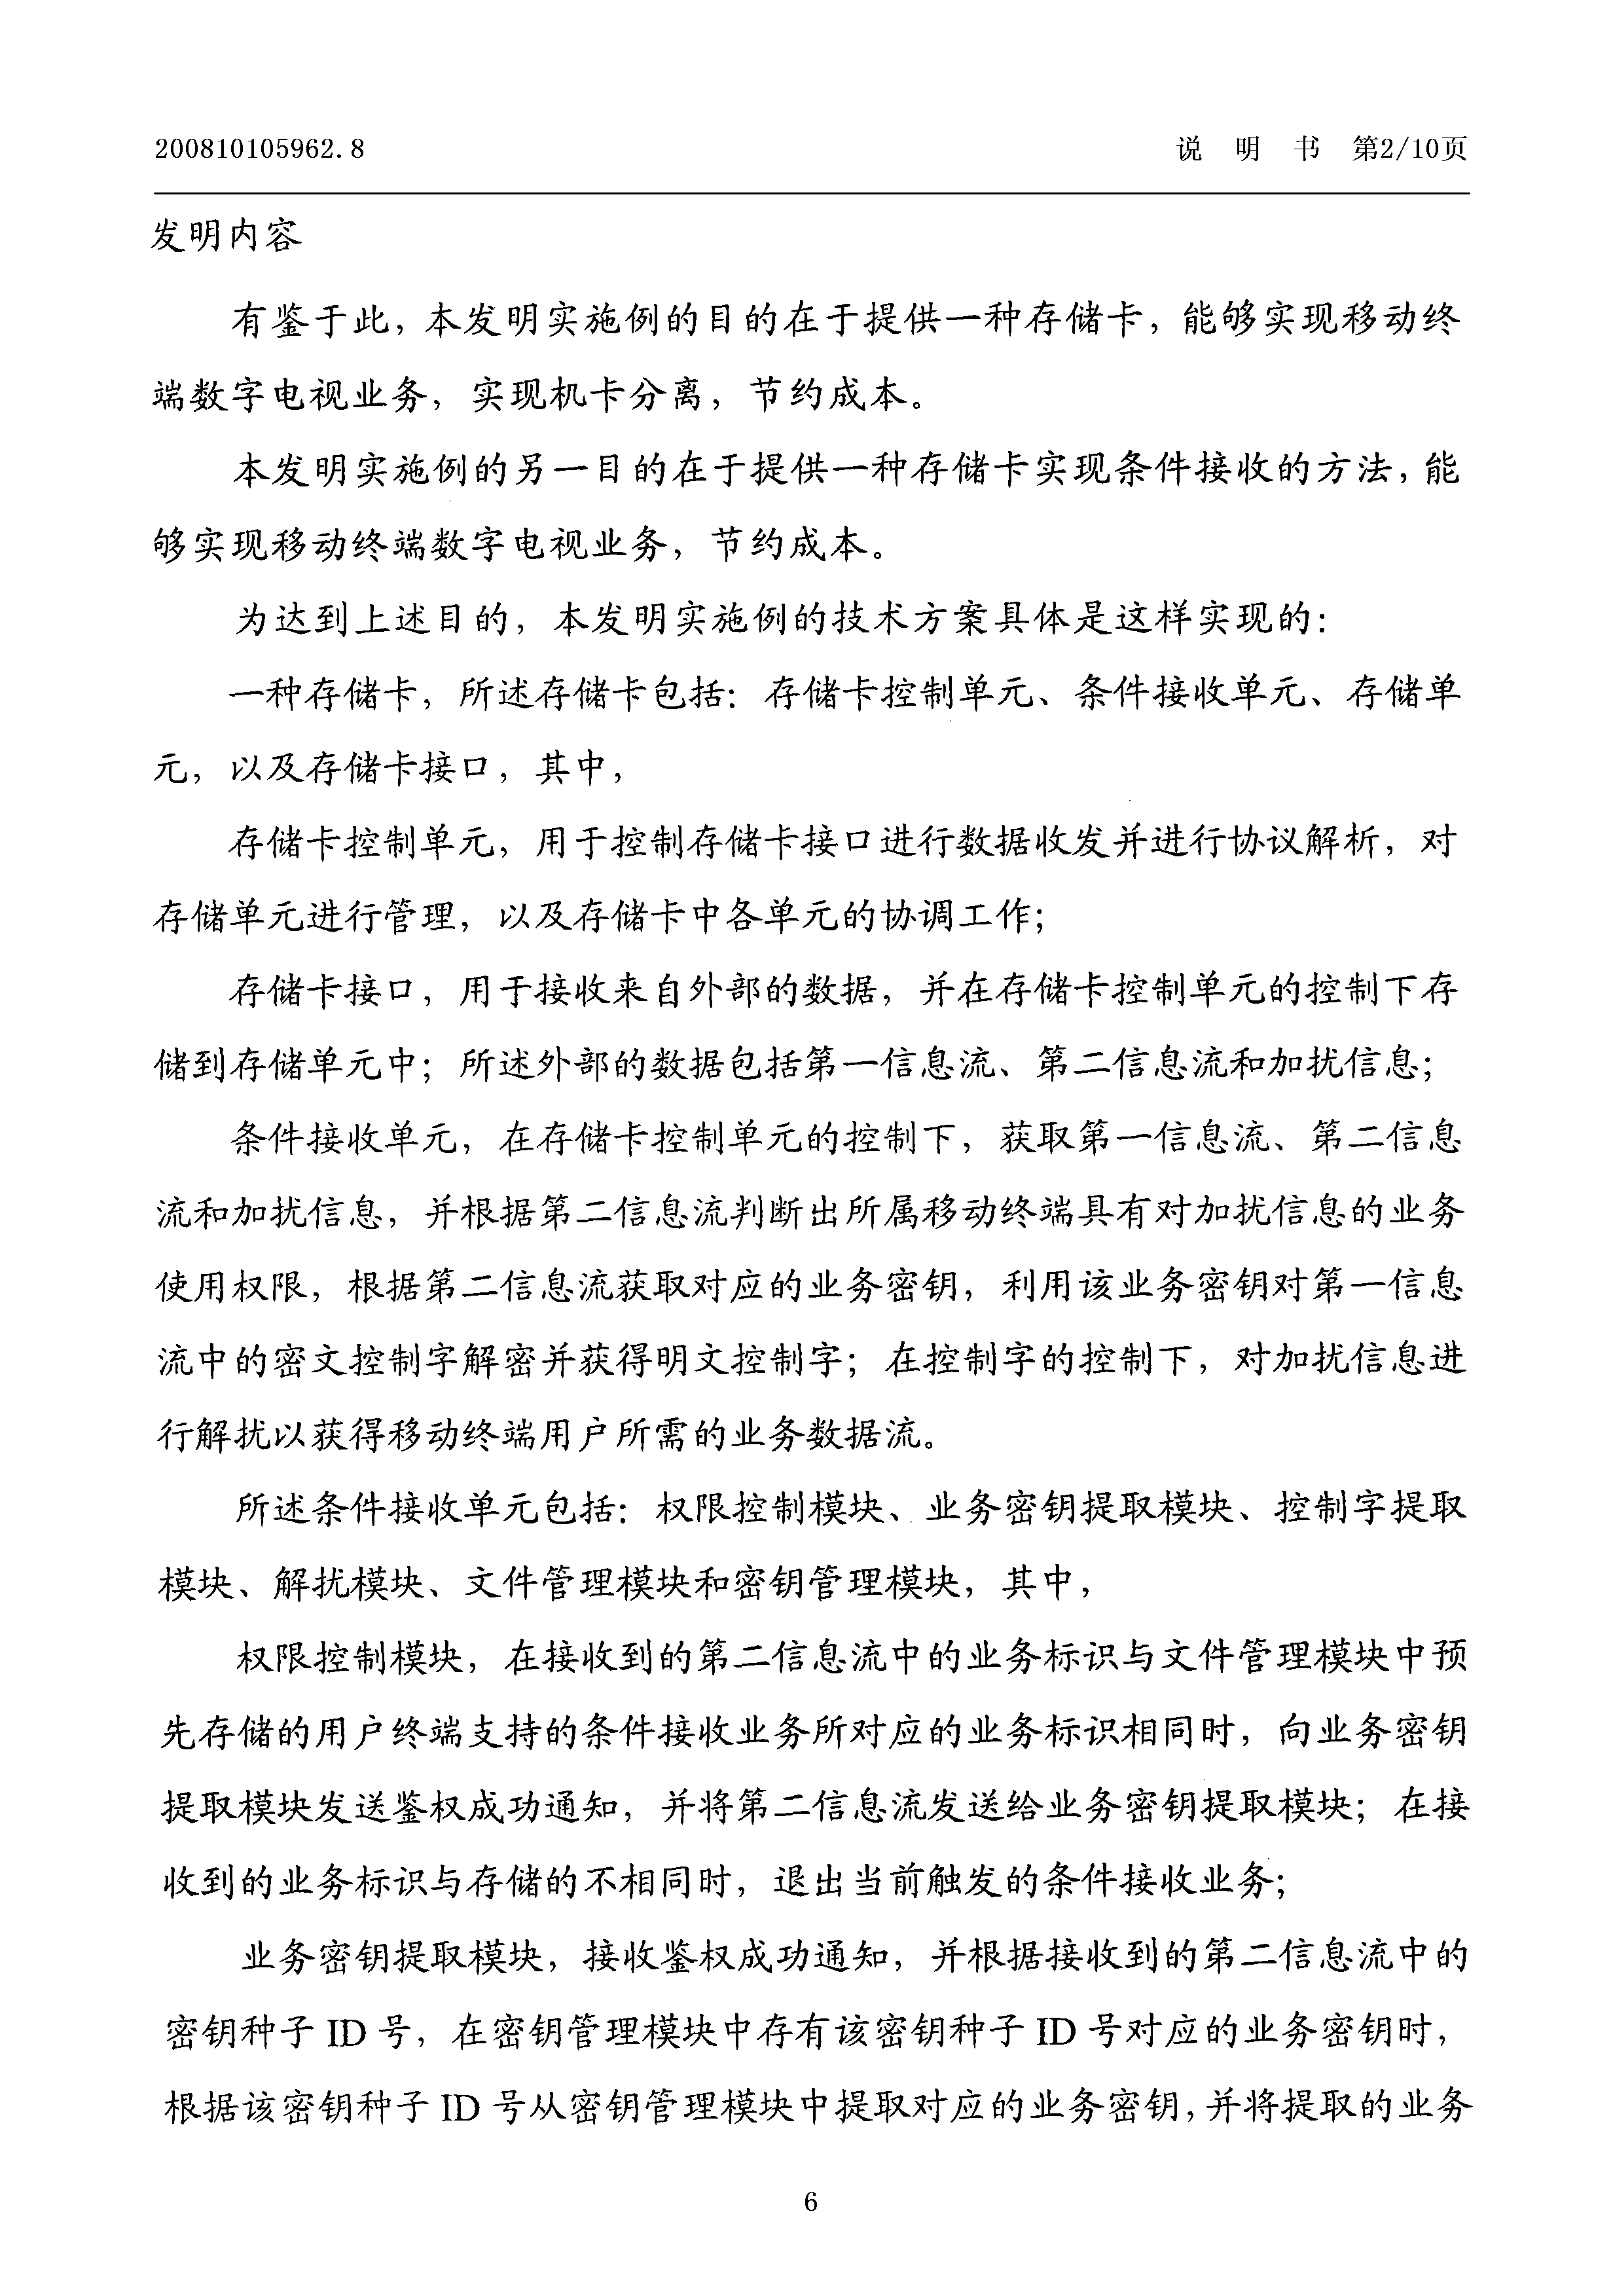 200810105962.8
说 明 书 第2/10页
发明内容
有鉴于此，本发明实施例的目的在于提供一种存储卡，能够实现移动终
端数字电视业务，实现机卡分离，节约成本。
本发明实施例的另一目的在于提供一种存储卡实现条件接收的方法，能
够实现移动终端数字电视业务，节约成本。
为达到上述目的，本发明实施例的技术方案具体是这样实现的：
一种存储卡，所述存储卡包括：存储卡控制单元、条件接收单元、存储单
元，以及存储卡接口，其中，
存储卡控制单元，用于控制存储卡接口进行数据收发并进行协议解析，对
存储单元进行管理，以及存储卡中各单元的协调工作；
存储卡接口，用于接收来自外部的数据，并在存储卡控制单元的控制下存
储到存储单元中；所述外部的数据包括第一信息流、第二信息流和加扰信息；
条件接收单元，在存储卡控制单元的控制下，获取第一信息流、第二信息
流和加扰信息，并根据第二信息流判断出所属移动终端具有对加扰信息的业务
使用权限，根据第二信息流获取对应的业务密钥，利用该业务密钥对第一信息
流中的密文控制字解密并获得明文控制字；在控制字的控制下，对加扰信息进
行解扰以获得移动终端用户所需的业务数据流。
所述条件接收单元包括：权限控制模块、业务密钥提取模块、控制字提取
模块、解扰模块、文件管理模块和密钥管理模块，其中，
权限控制模块，在接收到的第二信息流中的业务标识与文件管理模块中预
先存储的用户终端支持的条件接收业务所对应的业务标识相同时，向业务密钥
提取模块发送鉴权成功通知，并将第二信息流发送给业务密钥提取模块；在接
收到的业务标识与存储的不相同时，退出当前触发的条件接收业务；
业务密钥提取模块，接收鉴权成功通知，并根据接收到的第二信息流中的
密钥种子 ID 号，在密钥管理模块中存有该密钥种子 ID 号对应的业务密钥时，
根据该密钥种子 ID 号从密钥管理模块中提取对应的业务密钥，并将提取的业务
6